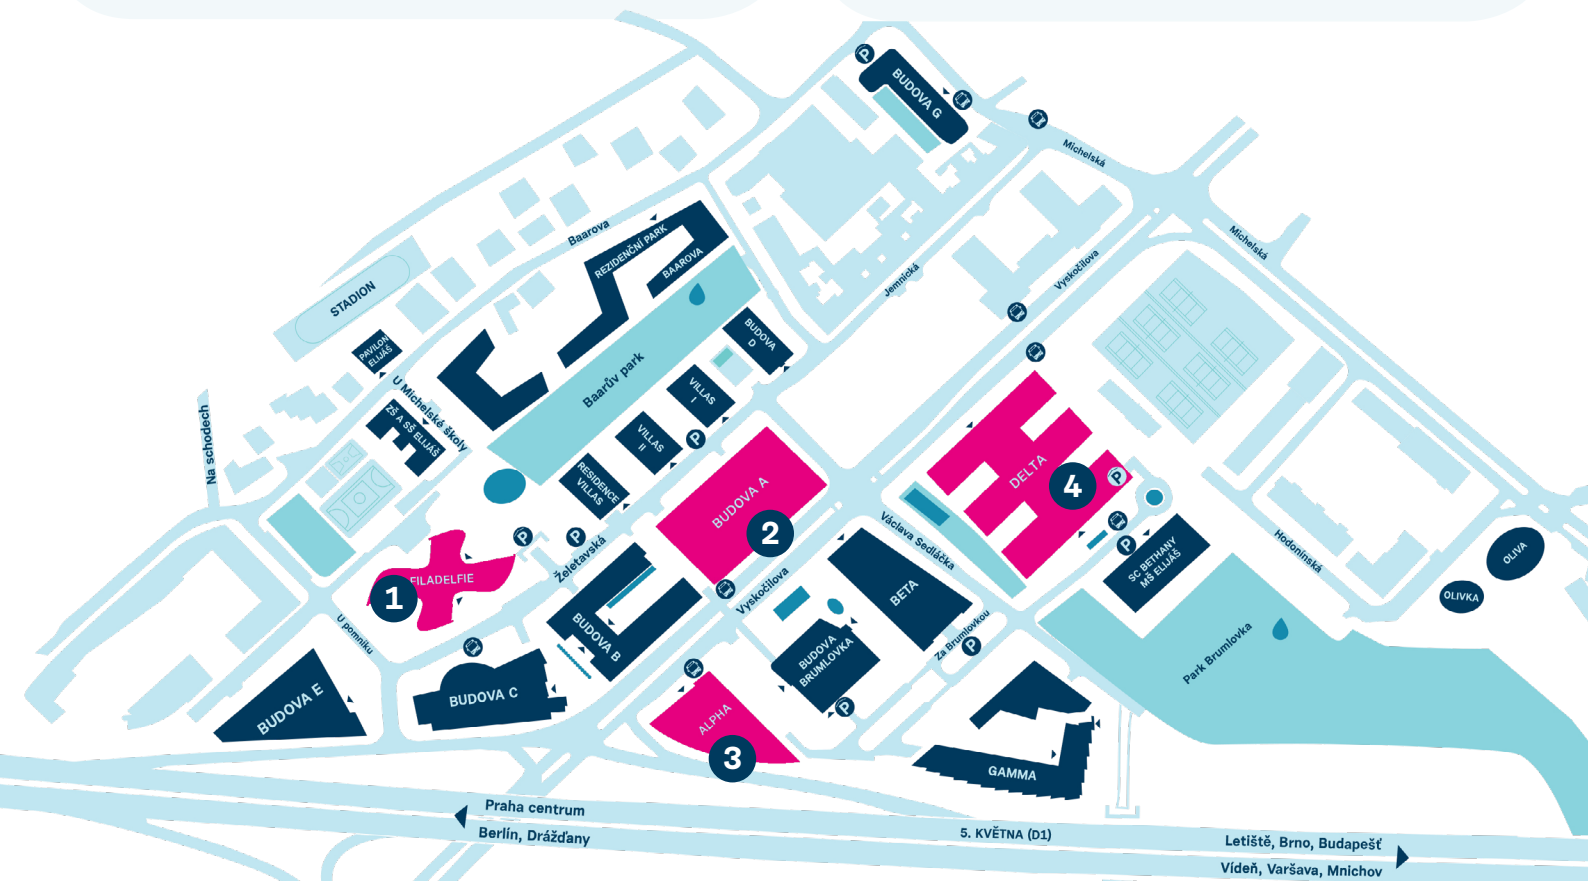 P
BUDOVA G
Michelská
Michelská
Baarova
REZIDENČNÍ PARK
BAAROVA
Jemnická
Vyskočilova
STADION
PAVILON
ELIJÁŠ
BUDOVA
D
Baarův park
VILLAS
I
U Michelské školy
ZŠ A SŠ ELIJÁŠ
Na schodech
VILLAS
II
P
RESIDENCE
VILLAS
BUDOVA A
2
DELTA
4
P
Václava Sedláčka
P
P
P
Želetavská
FILADELFIE
1
SC BETHANY
MŠ ELIJÁŠ
Hodonínská
OLIVA
OLIVKA
Vyskočilova
BETA
U pomníku
BUDOVA B
BUDOVA
BRUMLOVKA
Za Brumlovkou
P
Park Brumlovka
BUDOVA E
BUDOVA C
P
ALPHA
3
GAMMA
Praha centrum
Berlín, Drážďany
5. KVĚTNA (D1)
Letiště, Brno, Budapešť
Vídeň, Varšava, Mnichov